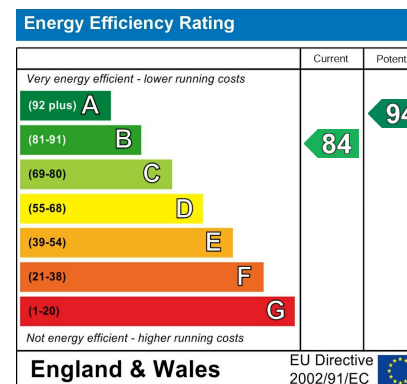 Energy Efficiency Rating
Current Potent
Very energy efficient - lower running costs
(92 plus) A
94
(81-91) B
84
(69-80) C
(55-68) D
(39-54) E
(21-38) F
(1-20) G
Not energy efficient - higher running costs
England & Wales
EU Directive
2002/91/EC